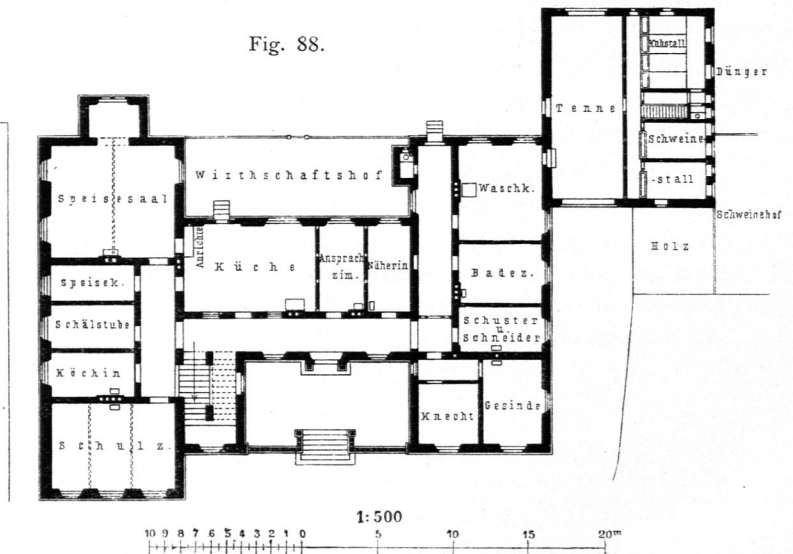 Fig. 88.
Kuhstall
Dünger
Tenne
Schweine-
-stall
Schweinehof
Holz
Wirthschaftshof
Speisesaal
Waschk.
Anrichte
Küche
Ansprach
zim.
Näherin
Badez.
Speisek.
Schälstube
Schuster
u.
Schneider
Köchin
Knecht
Gesinde
Schulz.
1:500
10 9 8 7 6 5 4 3 2 1 0 5 10 15 20m